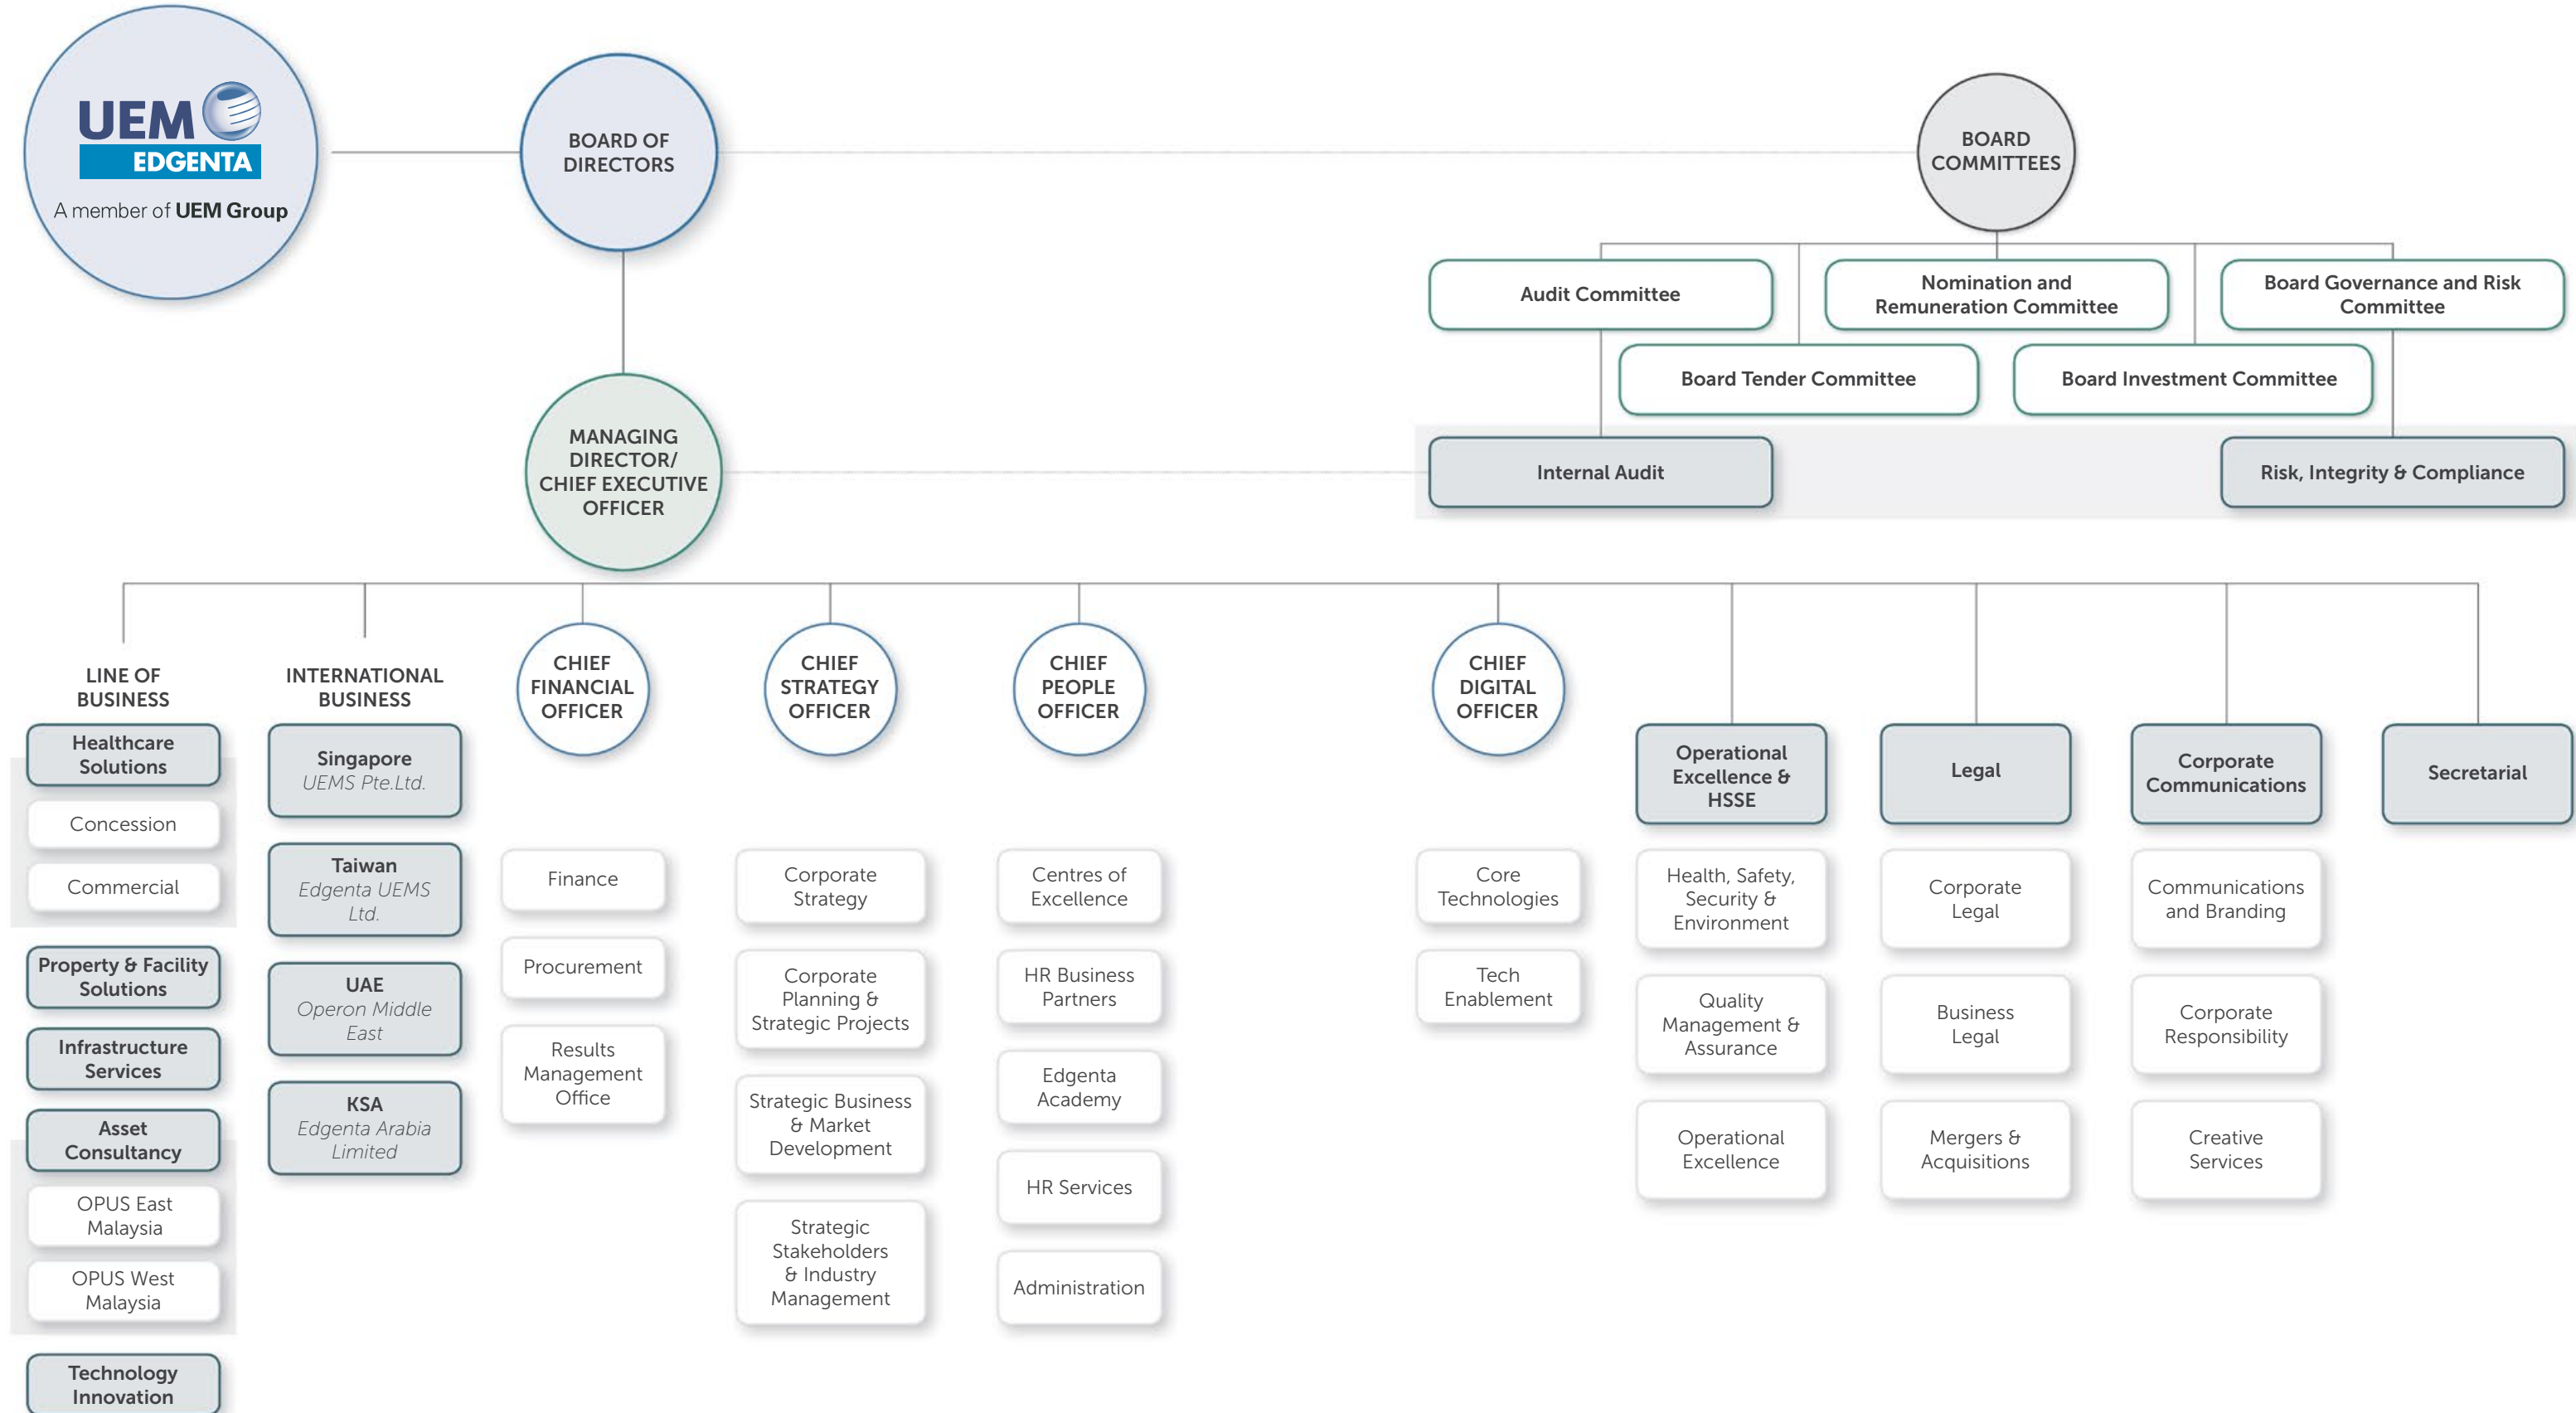 UEM
EDGENTA
A member of UEM Group
BOARD OF
DIRECTORS
BOARD
COMMITTEES
Audit Committee
Nomination and
Remuneration Committee
Board Governance and Risk
Committee
Board Tender Committee
Board Investment Committee
MANAGING
DIRECTOR/
CHIEF EXECUTIVE
OFFICER
Internal Audit
Risk, Integrity & Compliance
LINE OF
BUSINESS
Healthcare
Solutions
Concession
Commercial
Property & Facility
Solutions
Infrastructure
Services
Asset
Consultancy
OPUS East
Malaysia
OPUS West
Malaysia
Technology
Innovation
INTERNATIONAL
BUSINESS
Singapore
UEMS Pte.Ltd.
Taiwan
Edgenta UEMS
Ltd.
UAE
Operon Middle
East
KSA
Edgenta Arabia
Limited
CHIEF
FINANCIAL
OFFICER
Finance
Procurement
Results
Management
Office
CHIEF
STRATEGY
OFFICER
Corporate
Strategy
Corporate
Planning &
Strategic Projects
Strategic Business
& Market
Development
Strategic
Stakeholders
& Industry
Management
CHIEF
PEOPLE
OFFICER
Centres of
Excellence
HR Business
Partners
Edgenta
Academy
HR Services
Administration
CHIEF
DIGITAL
OFFICER
Core
Technologies
Tech
Enablement
Operational
Excellence &
HSSE
Health, Safety,
Security &
Environment
Quality
Management &
Assurance
Operational
Excellence
Legal
Corporate
Legal
Business
Legal
Mergers &
Acquisitions
Corporate
Communications
Communications
and Branding
Corporate
Responsibility
Creative
Services
Secretarial